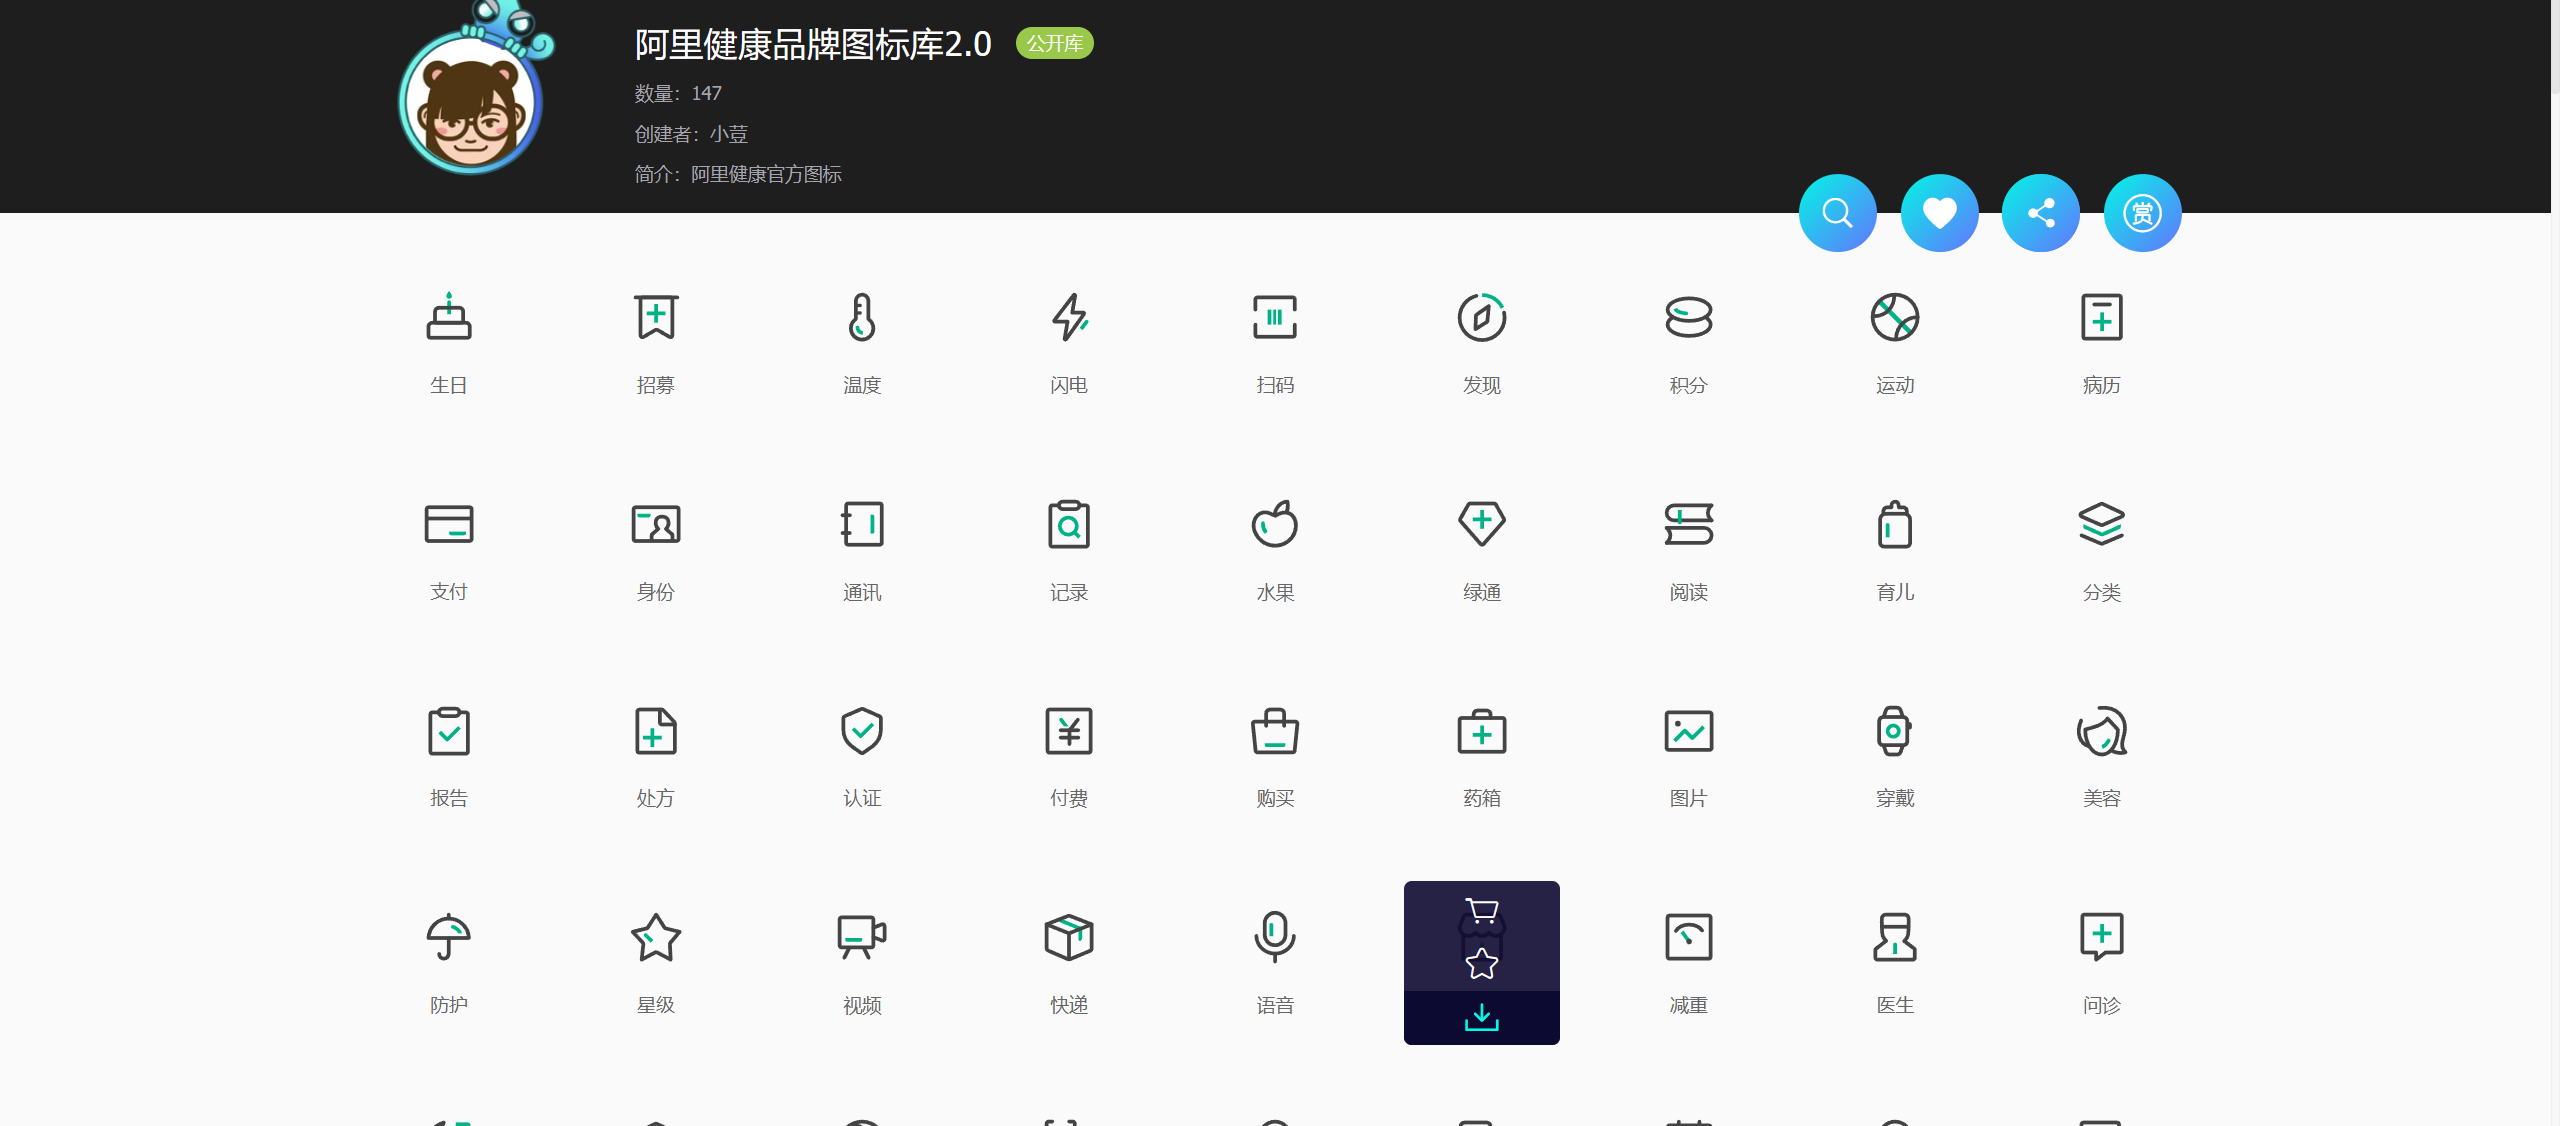 阿里健康品牌图标库2.0 公开库
数量：147
创建者：小荳
简介：阿里健康官方图标
赏
生日 招募 温度 闪电 扫码 发现 积分 运动 病历
支付 身份 通讯 记录 水果 绿通 阅读 育儿 分类
报告 处方 认证 付费 购买 药箱 图片 穿戴 美容
防护 星级 视频 快递 语音 减重 医生 问诊